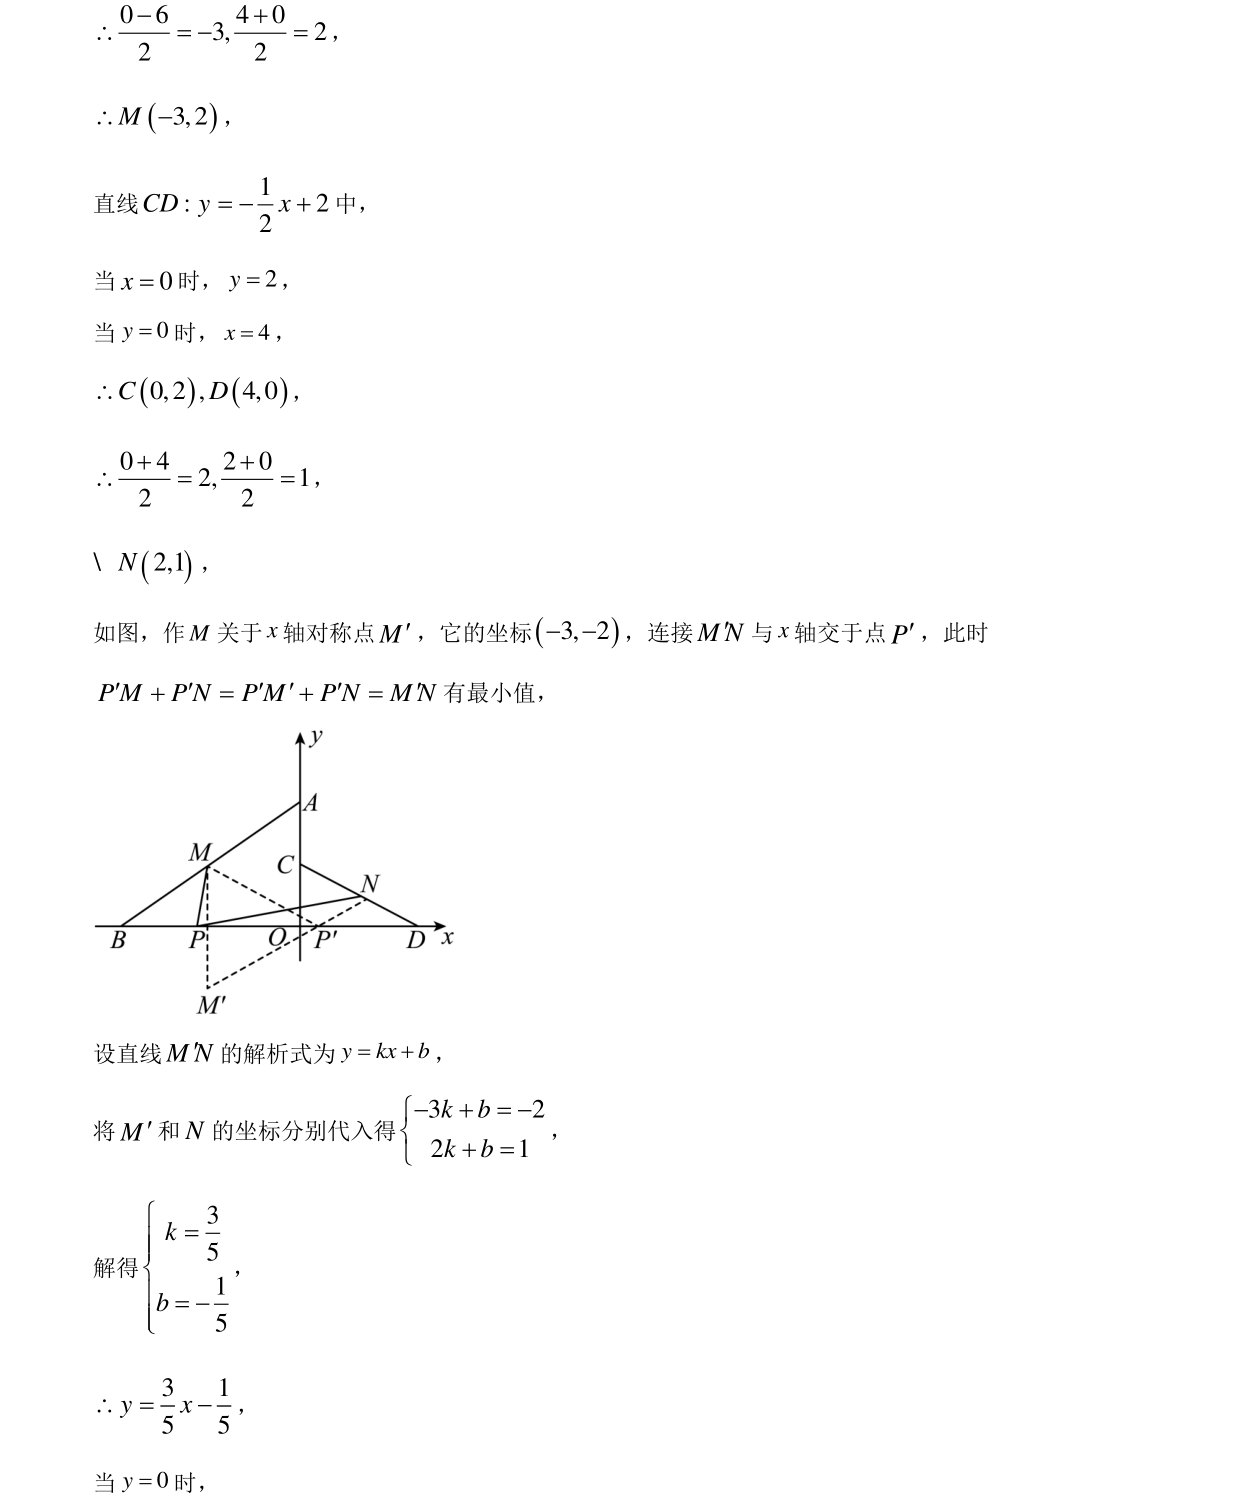 ∴ (0−6)/2 = −3, (4+0)/2 = 2，
∴ M(−3,2)，
直线 CD : y = −1/2 x + 2 中，
当 x = 0 时， y = 2，
当 y = 0 时， x = 4，
∴ C(0,2), D(4,0)，
∴ (0+4)/2 = 2, (2+0)/2 = 1，
\ N(2,1)，
如图，作 M 关于 x 轴对称点 M′，它的坐标 (−3,−2)，连接 M′N 与 x 轴交于点 P′，此时
P′M + P′N = P′M′ + P′N = M′N 有最小值，
y
A
M
C
N
B P O P′ D x
M′
设直线 M′N 的解析式为 y = kx + b，
将 M′ 和 N 的坐标分别代入得 { −3k + b = −2
2k + b = 1 ，
解得 { k = 3/5
b = −1/5 ，
∴ y = 3/5 x − 1/5，
当 y = 0 时，